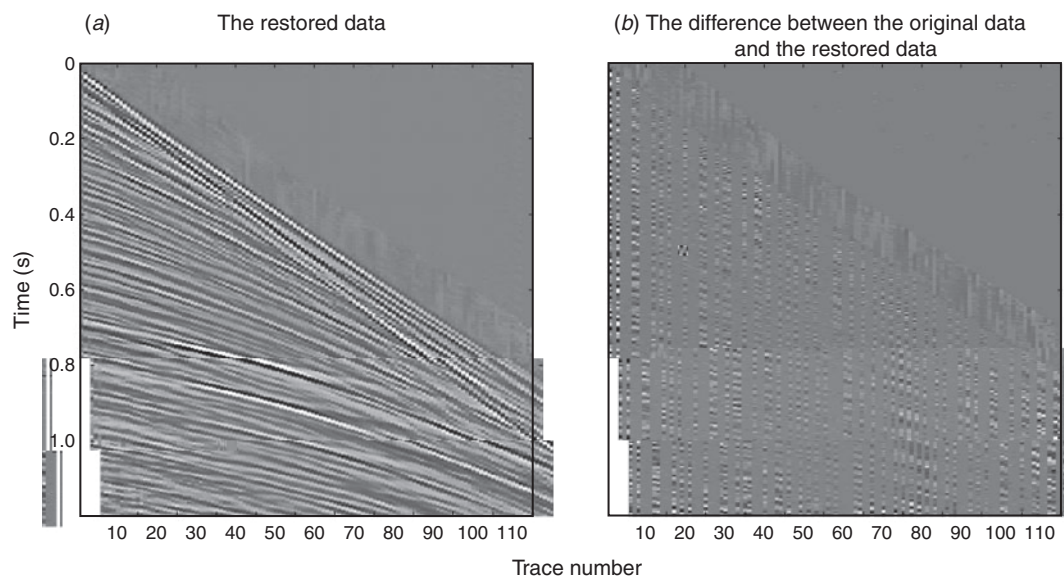 (a) The restored data
(b) The difference between the original data
and the restored data
0
0.2
0.4
0.6
0.8
1.0
Time (s)
10 20 30 40 50 60 70 80 90 100 110
10 20 30 40 50 60 70 80 90 100 110
Trace number